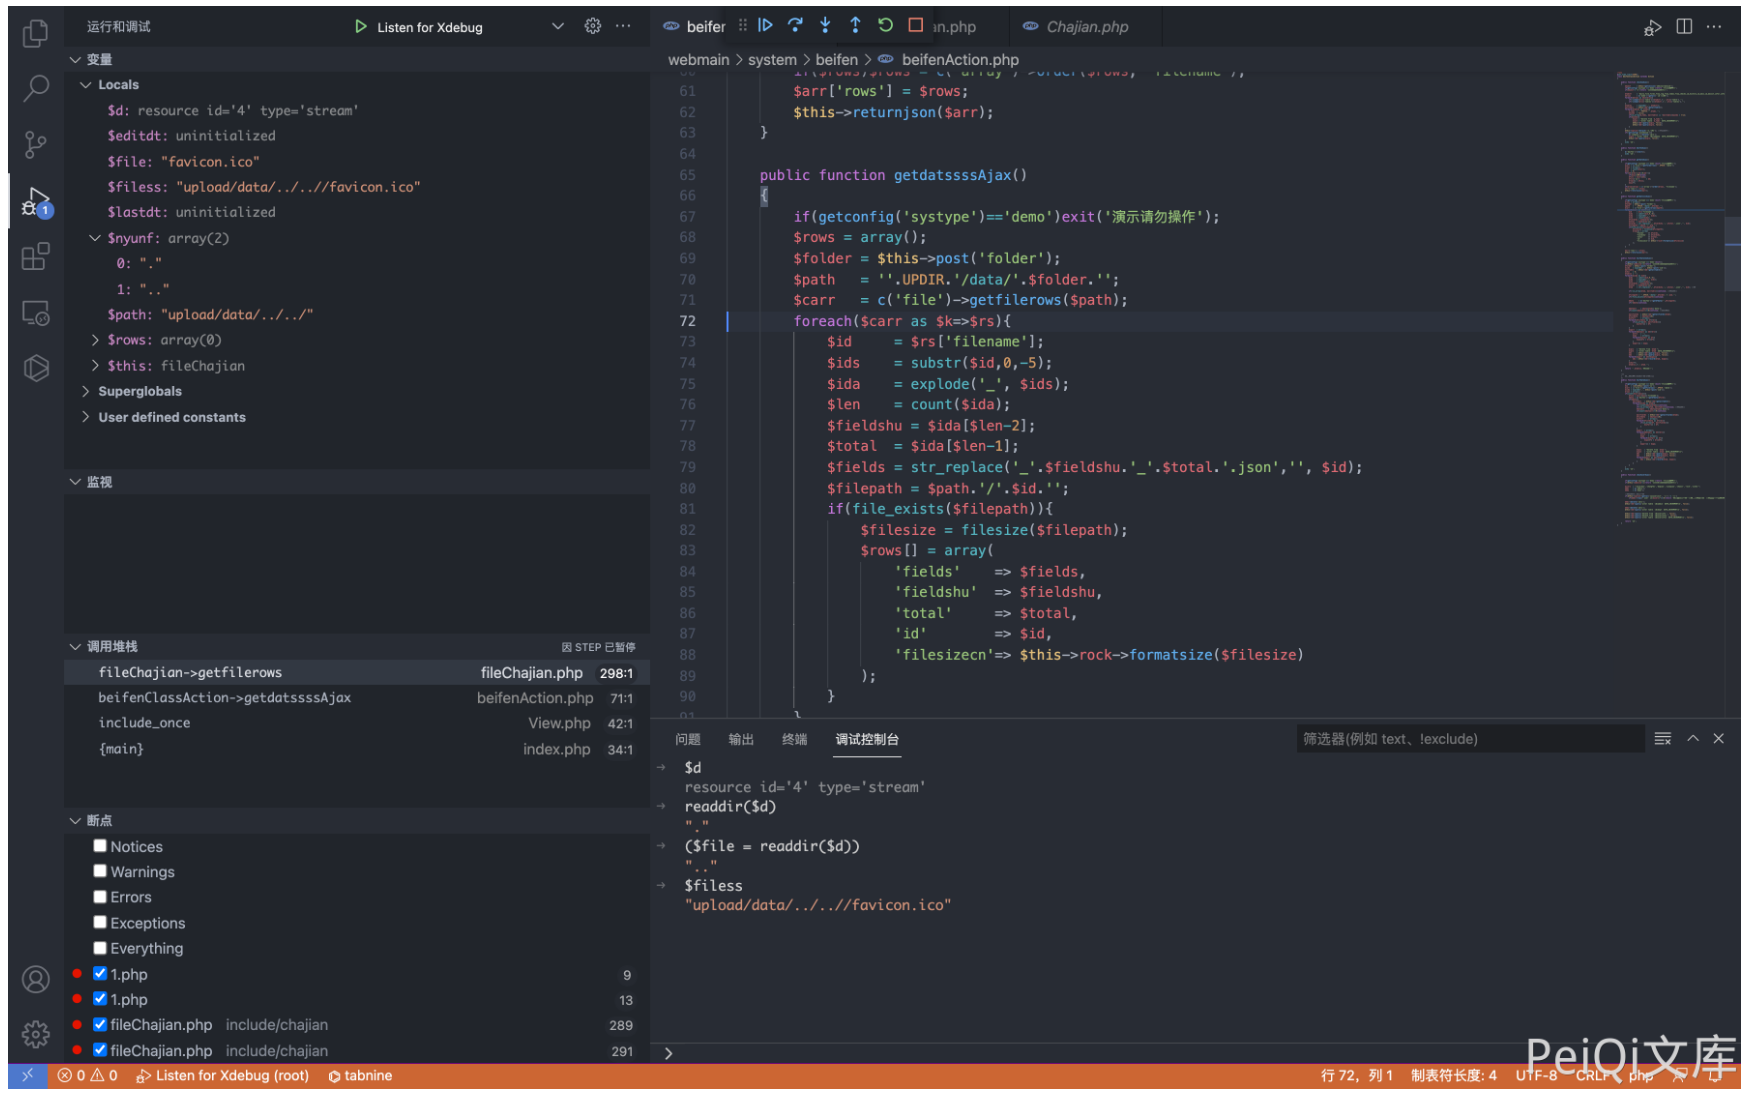 运行和调试
Listen for Xdebug
变量
Locals
$d: resource id='4' type='stream'
$editdt: uninitialized
$file: "favicon.ico"
$filess: "upload/data/../..//favicon.ico"
$lastdt: uninitialized
$nyunf: array(2)
0: "."
1: ".."
$path: "upload/data/../../"
$rows: array(0)
$this: fileChajian
Superglobals
User defined constants
监视
调用堆栈
因 STEP 已暂停
fileChajian->getfilerows fileChajian.php 298:1
beifenClassAction->getdatssssAjax beifenAction.php 71:1
include_once View.php 42:1
{main} index.php 34:1
断点
Notices
Warnings
Errors
Exceptions
Everything
1.php 9
1.php 13
fileChajian.php include/chajian 289
fileChajian.php include/chajian 291
1
beifen
an.php
Chajian.php
webmain > system > beifen > beifenAction.php
61 $arr['rows'] = $rows;
62 $this->returnjson($arr);
63 }
64
65 public function getdatssssAjax()
66 {
67 if(getconfig('systype')=='demo')exit('演示请勿操作');
68 $rows = array();
69 $folder = $this->post('folder');
70 $path = ''.UPDIR.'/data/'.$folder.'';
71 $carr = c('file')->getfilerows($path);
72 foreach($carr as $k=>$rs){
73 $id = $rs['filename'];
74 $ids = substr($id,0,-5);
75 $ida = explode('_', $ids);
76 $len = count($ida);
77 $fieldshu = $ida[$len-2];
78 $total = $ida[$len-1];
79 $fields = str_replace('_'.$fieldshu.'_'.$total.'.json','', $id);
80 $filepath = $path.'/'.$id.'';
81 if(file_exists($filepath)){
82 $filesize = filesize($filepath);
83 $rows[] = array(
84 'fields' => $fields,
85 'fieldshu' => $fieldshu,
86 'total' => $total,
87 'id' => $id,
88 'filesizecn'=> $this->rock->formatsize($filesize)
89 );
90 }
91 }
问题 输出 终端 调试控制台
筛选器(例如 text、!exclude)
$d
resource id='4' type='stream'
readdir($d)
"."
($file = readdir($d))
".."
$filess
"upload/data/../..//favicon.ico"
PeiQi文库
0 0 Listen for Xdebug (root) tabnine
行 72，列 1 制表符长度: 4 UTF-8 CRLF php